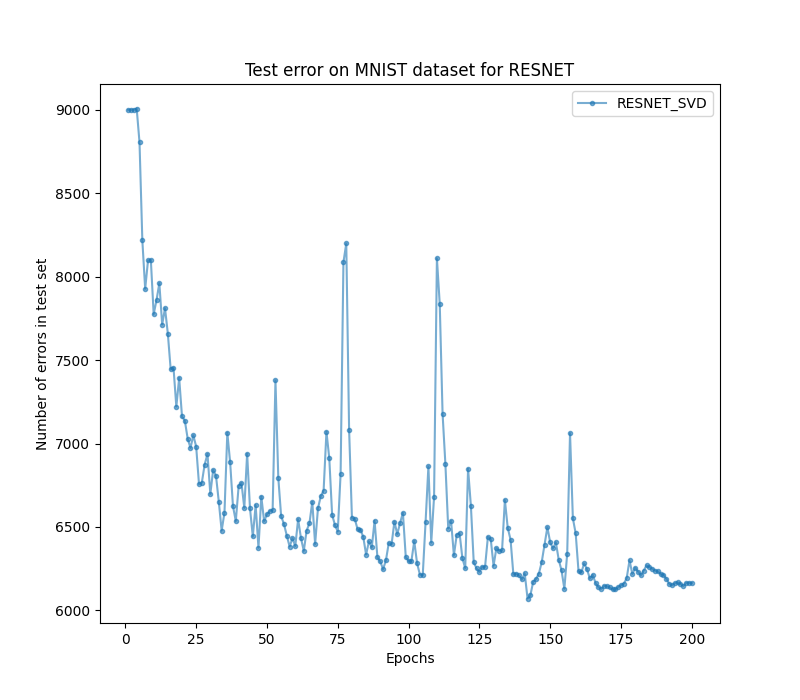 Test error on MNIST dataset for RESNET
RESNET_SVD
Number of errors in test set
9000
8500
8000
7500
7000
6500
6000
0 25 50 75 100 125 150 175 200
Epochs